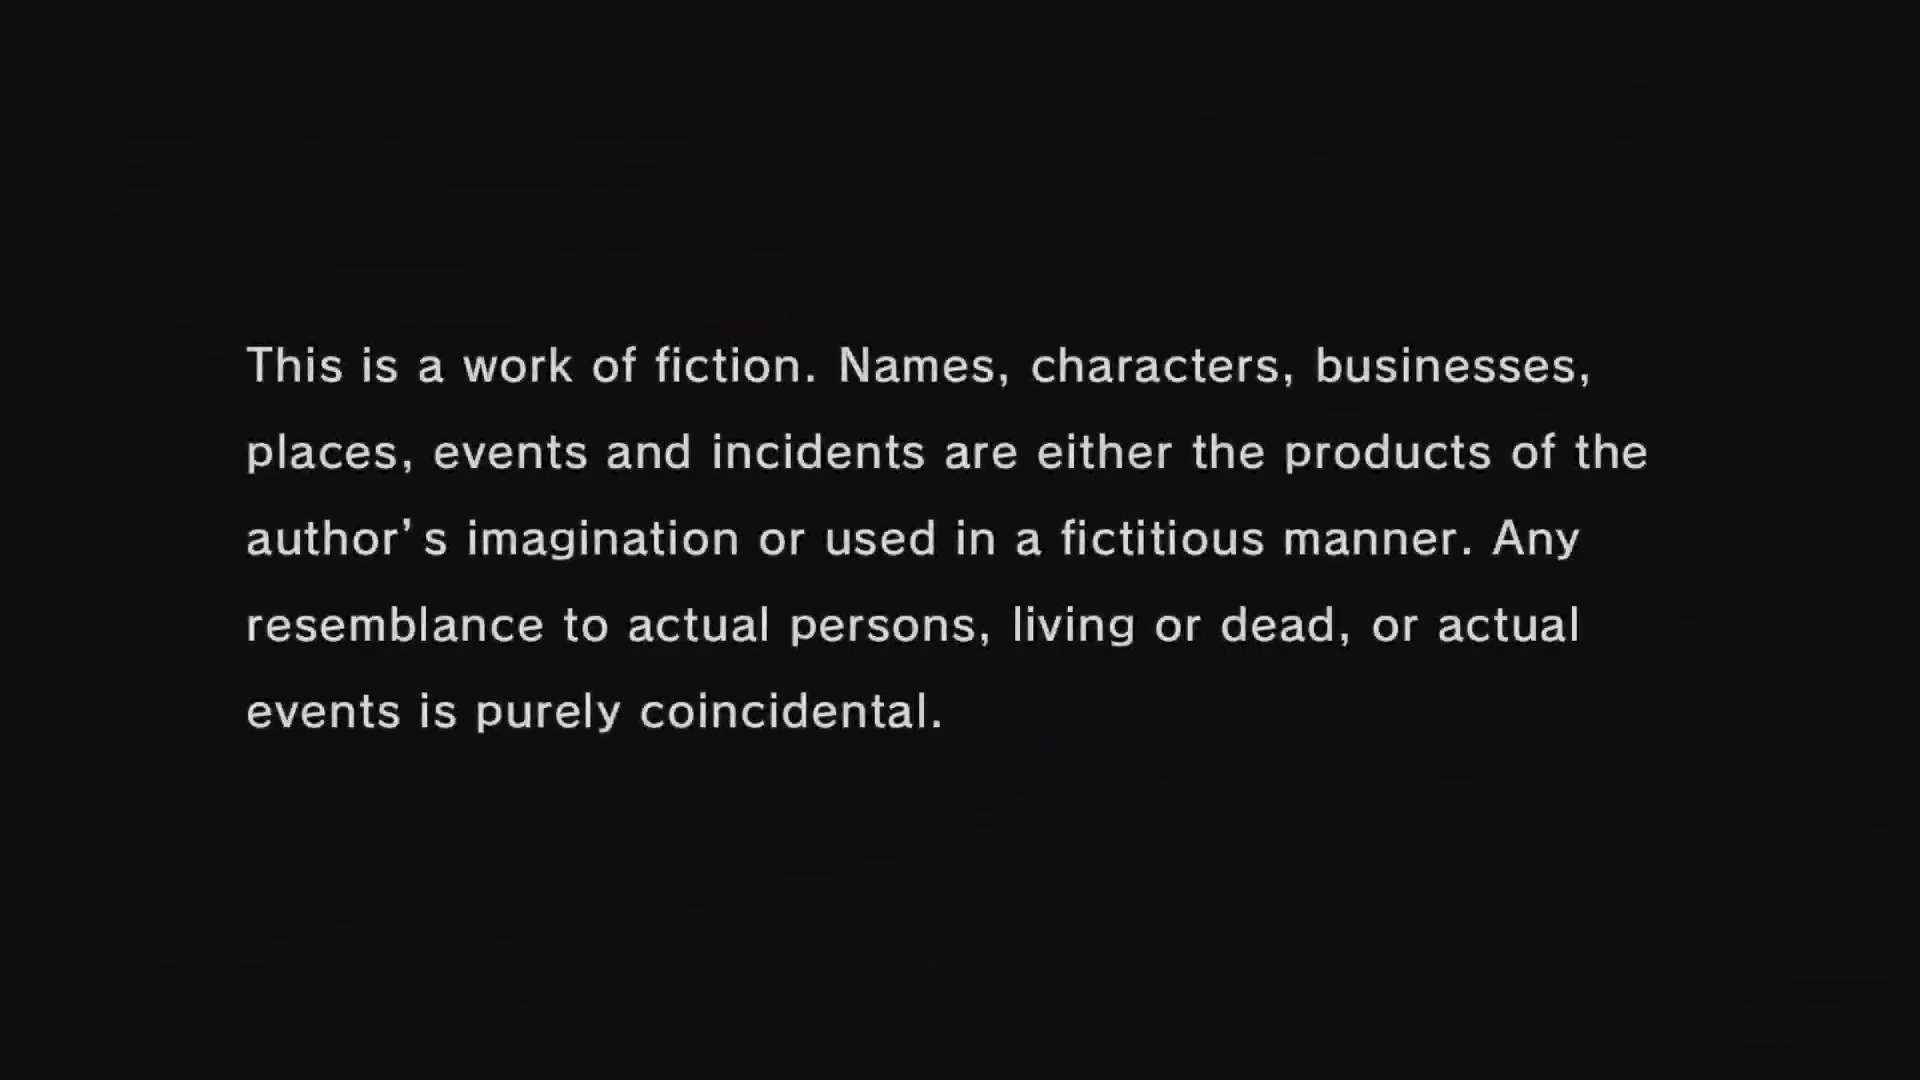 This is a work of fiction. Names, characters, businesses,
places, events and incidents are either the products of the
author’s imagination or used in a fictitious manner. Any
resemblance to actual persons, living or dead, or actual
events is purely coincidental.